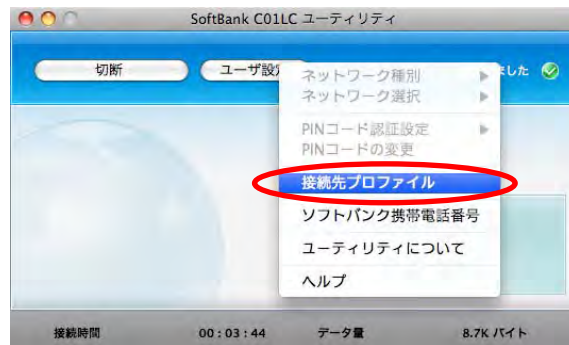 SoftBank C01LC ユーティリティ
切断
ユーザ設
ました
ネットワーク種別
ネットワーク選択
PINコード認証設定
PINコードの変更
接続先プロファイル
ソフトバンク携帯電話番号
ユーティリティについて
ヘルプ
接続時間 00:03:44 データ量 8.7K バイト